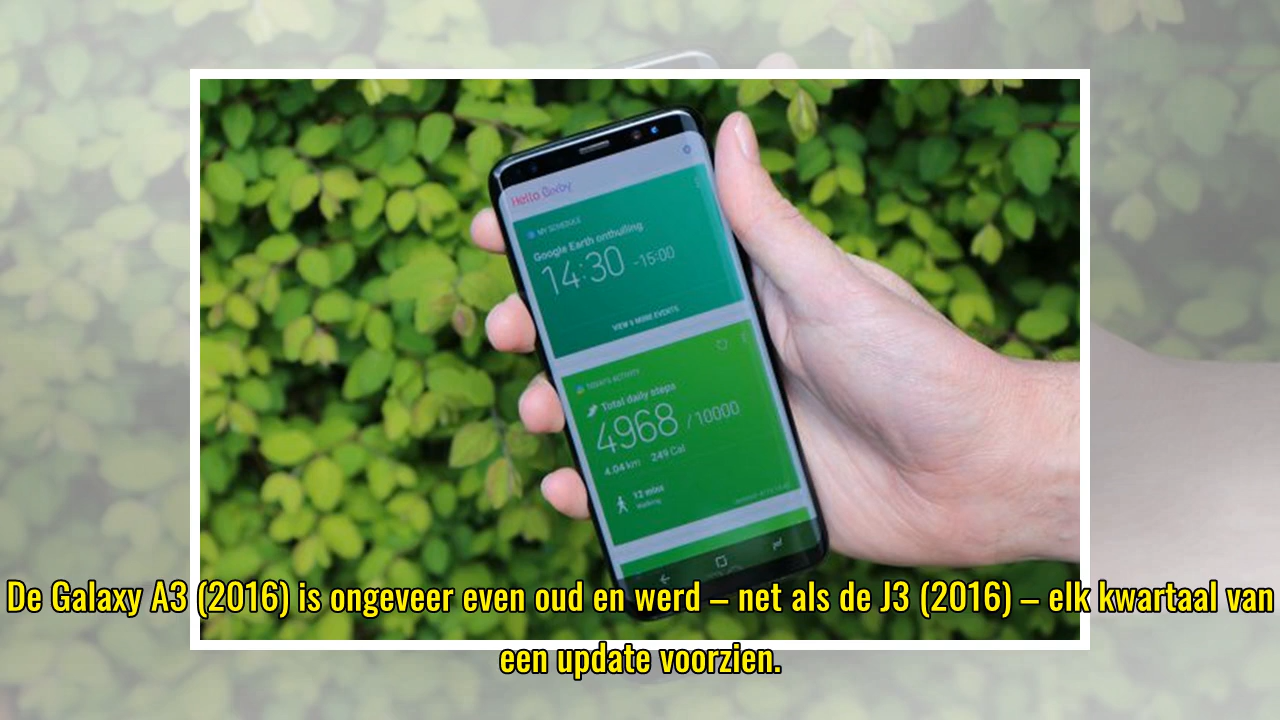 Hello Bixby
MY SCHEDULE
Google Earth onthulling
14:30 -15:00
VIEW 5 MORE EVENTS
TODAY'S ACTIVITY
Total daily steps
4968 / 10000
4.04 km 249 Cal
12 mins
Walking
De Galaxy A3 (2016) is ongeveer even oud en werd – net als de J3 (2016) – elk kwartaal van
een update voorzien.